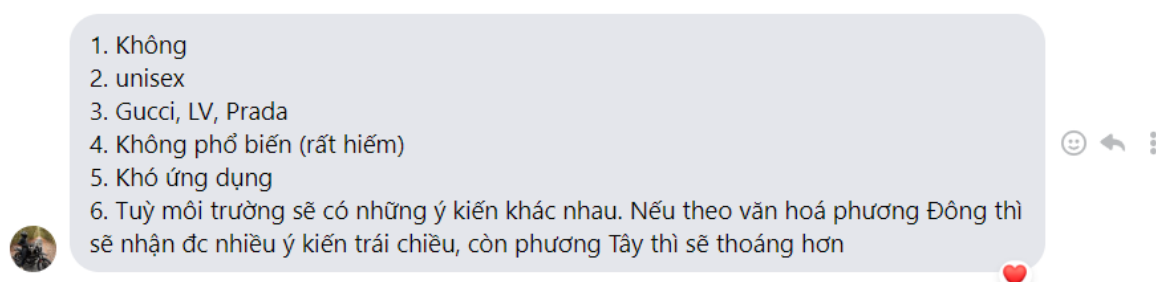 1. Không
2. unisex
3. Gucci, LV, Prada
4. Không phổ biến (rất hiếm)
5. Khó ứng dụng
6. Tuỳ môi trường sẽ có những ý kiến khác nhau. Nếu theo văn hoá phương Đông thì
sẽ nhận đc nhiều ý kiến trái chiều, còn phương Tây thì sẽ thoáng hơn